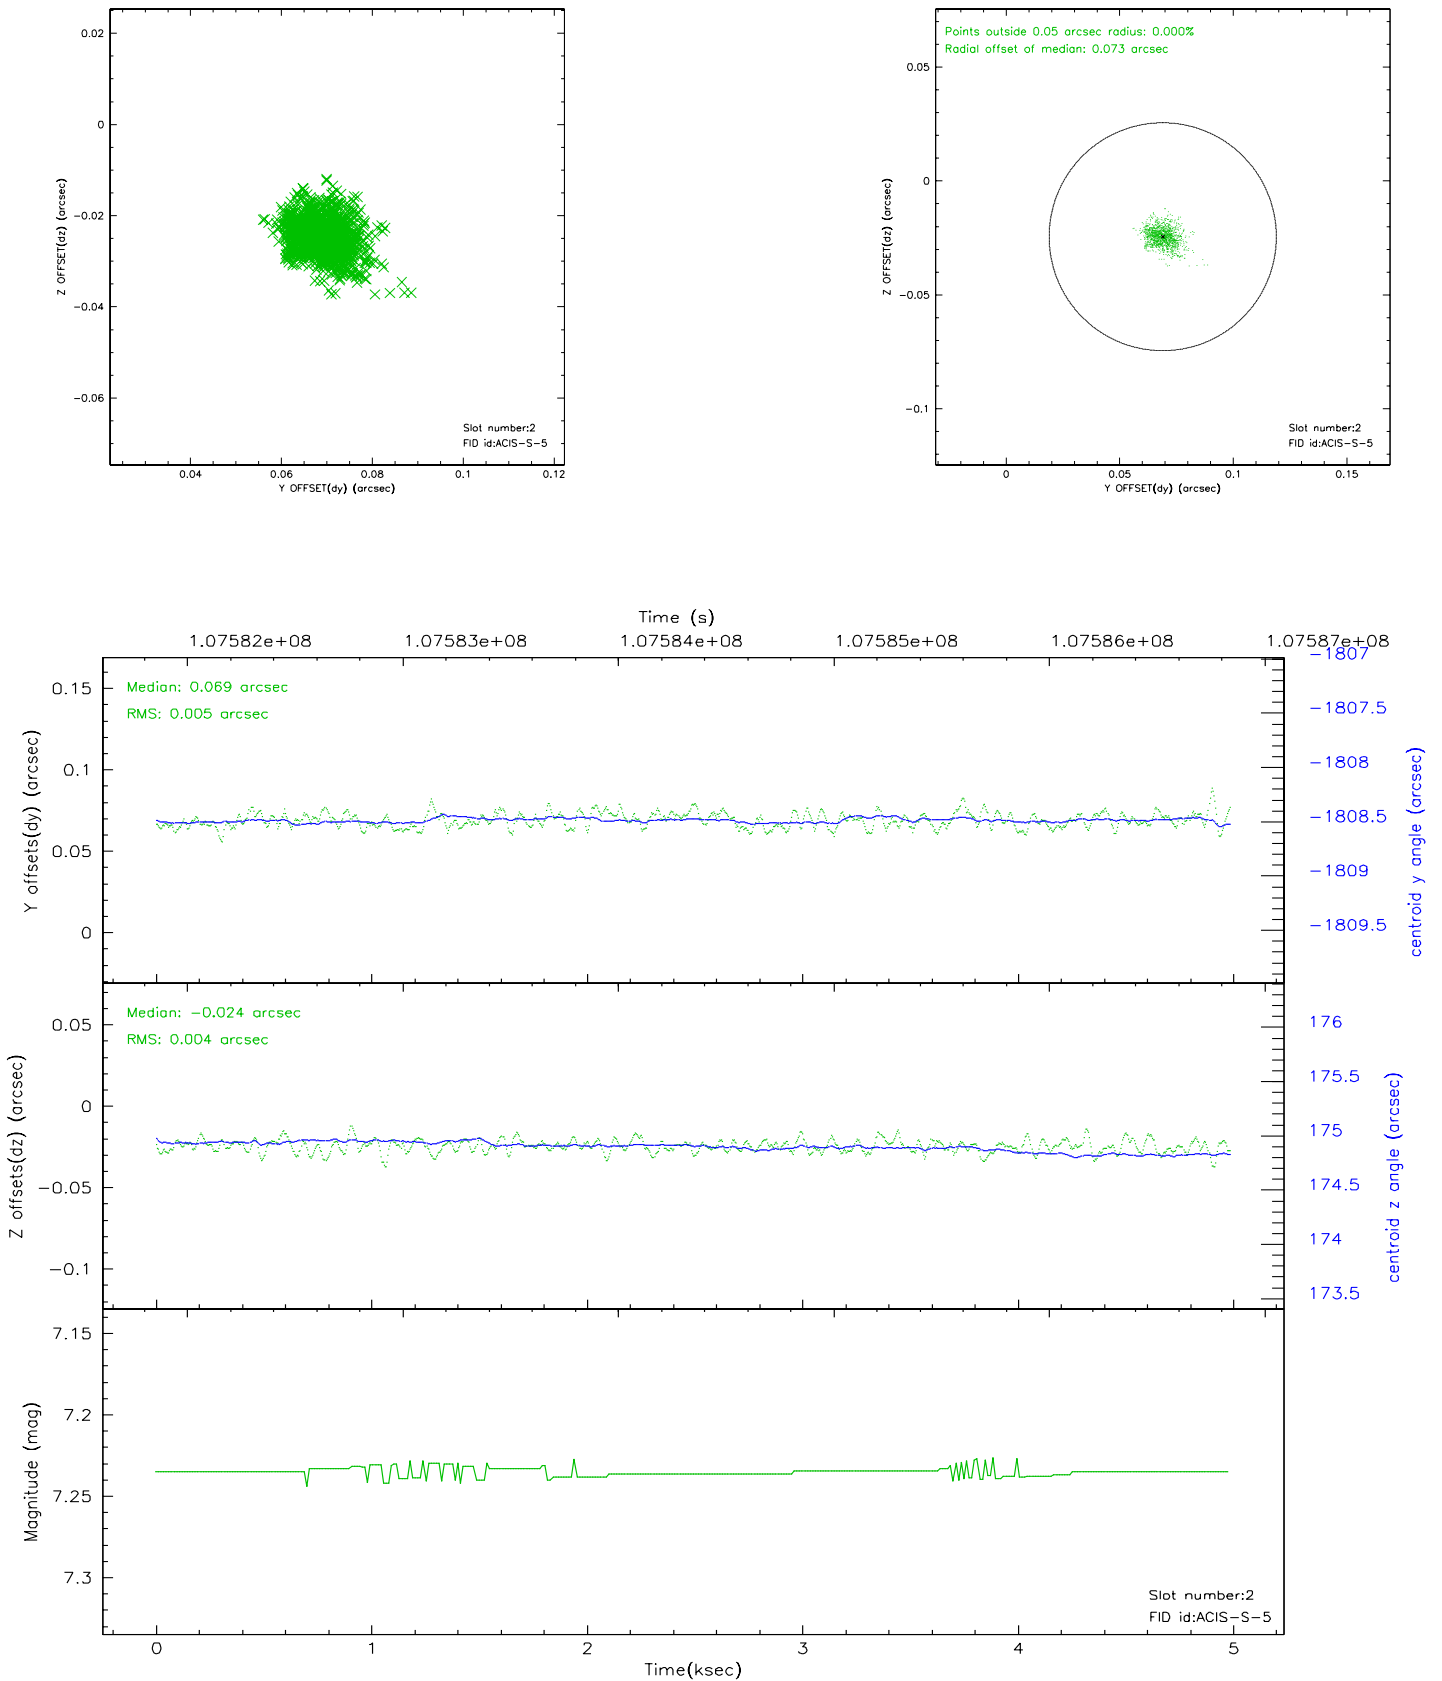 0.02
0
−0.02
−0.04
−0.06
Z OFFSET(dz) (arcsec)
Slot number:2
FID id:ACIS−S−5
0.04 0.06 0.08 0.1 0.12
Y OFFSET(dy) (arcsec)
Points outside 0.05 arcsec radius: 0.000%
Radial offset of median: 0.073 arcsec
0.05
0
−0.05
−0.1
Z OFFSET(dz) (arcsec)
Slot number:2
FID id:ACIS−S−5
0 0.05 0.1 0.15
Y OFFSET(dy) (arcsec)
Time (s)
1.07582e+08 1.07583e+08 1.07584e+08 1.07585e+08 1.07586e+08 1.07587e+08
Median: 0.069 arcsec
RMS: 0.005 arcsec
0.15
0.1
0.05
0
Y offsets(dy) (arcsec)
−1807
−1807.5
−1808
−1808.5
−1809
−1809.5
centroid y angle (arcsec)
Median: −0.024 arcsec
RMS: 0.004 arcsec
0.05
0
−0.05
−0.1
Z offsets(dz) (arcsec)
176
175.5
175
174.5
174
173.5
centroid z angle (arcsec)
7.15
7.2
7.25
7.3
Magnitude (mag)
Slot number:2
FID id:ACIS−S−5
0 1 2 3 4 5
Time(ksec)